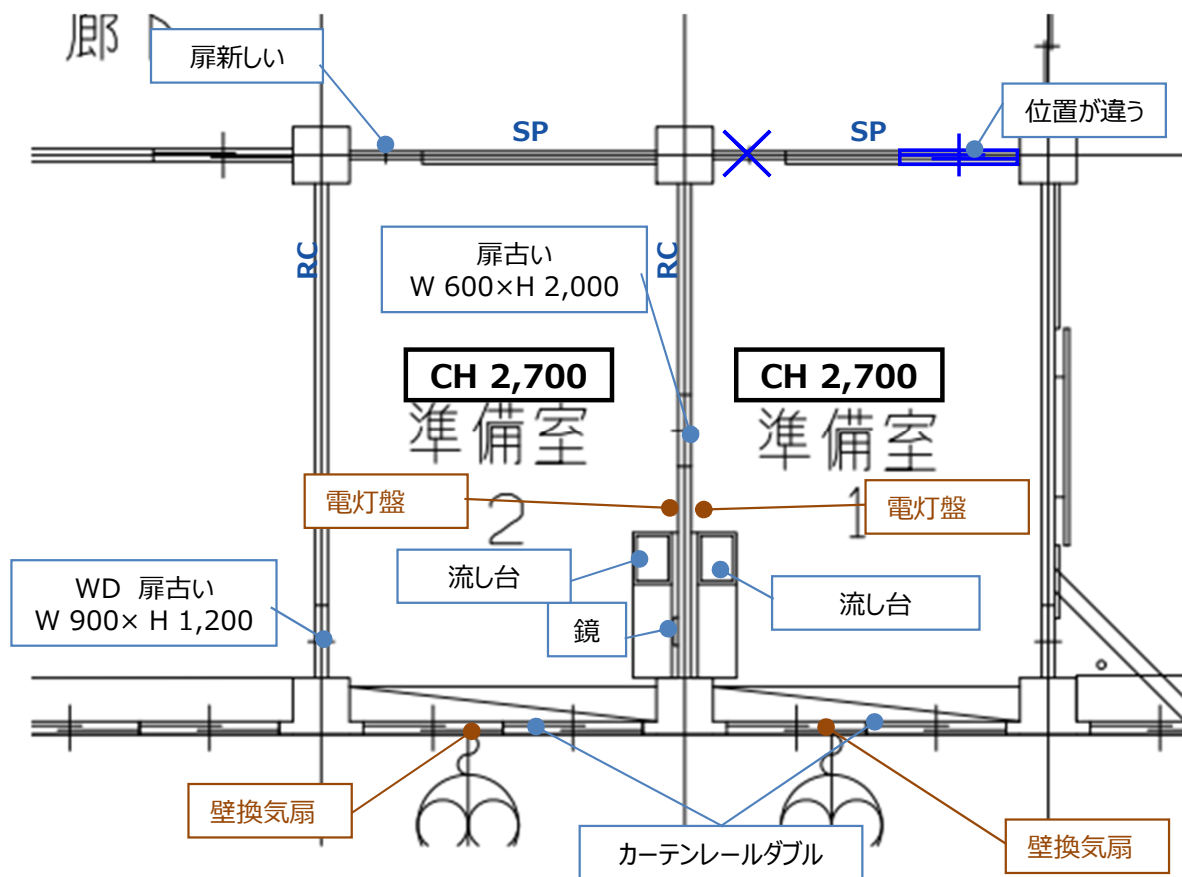 廊
扉新しい
位置が違う
SP
SP
RC
扉古い
W 600×H 2,000
RC
CH 2,700
CH 2,700
準備室
2
準備室
1
電灯盤
電灯盤
流し台
流し台
WD 扉古い
W 900× H 1,200
鏡
壁換気扇
カーテンレールダブル
壁換気扇